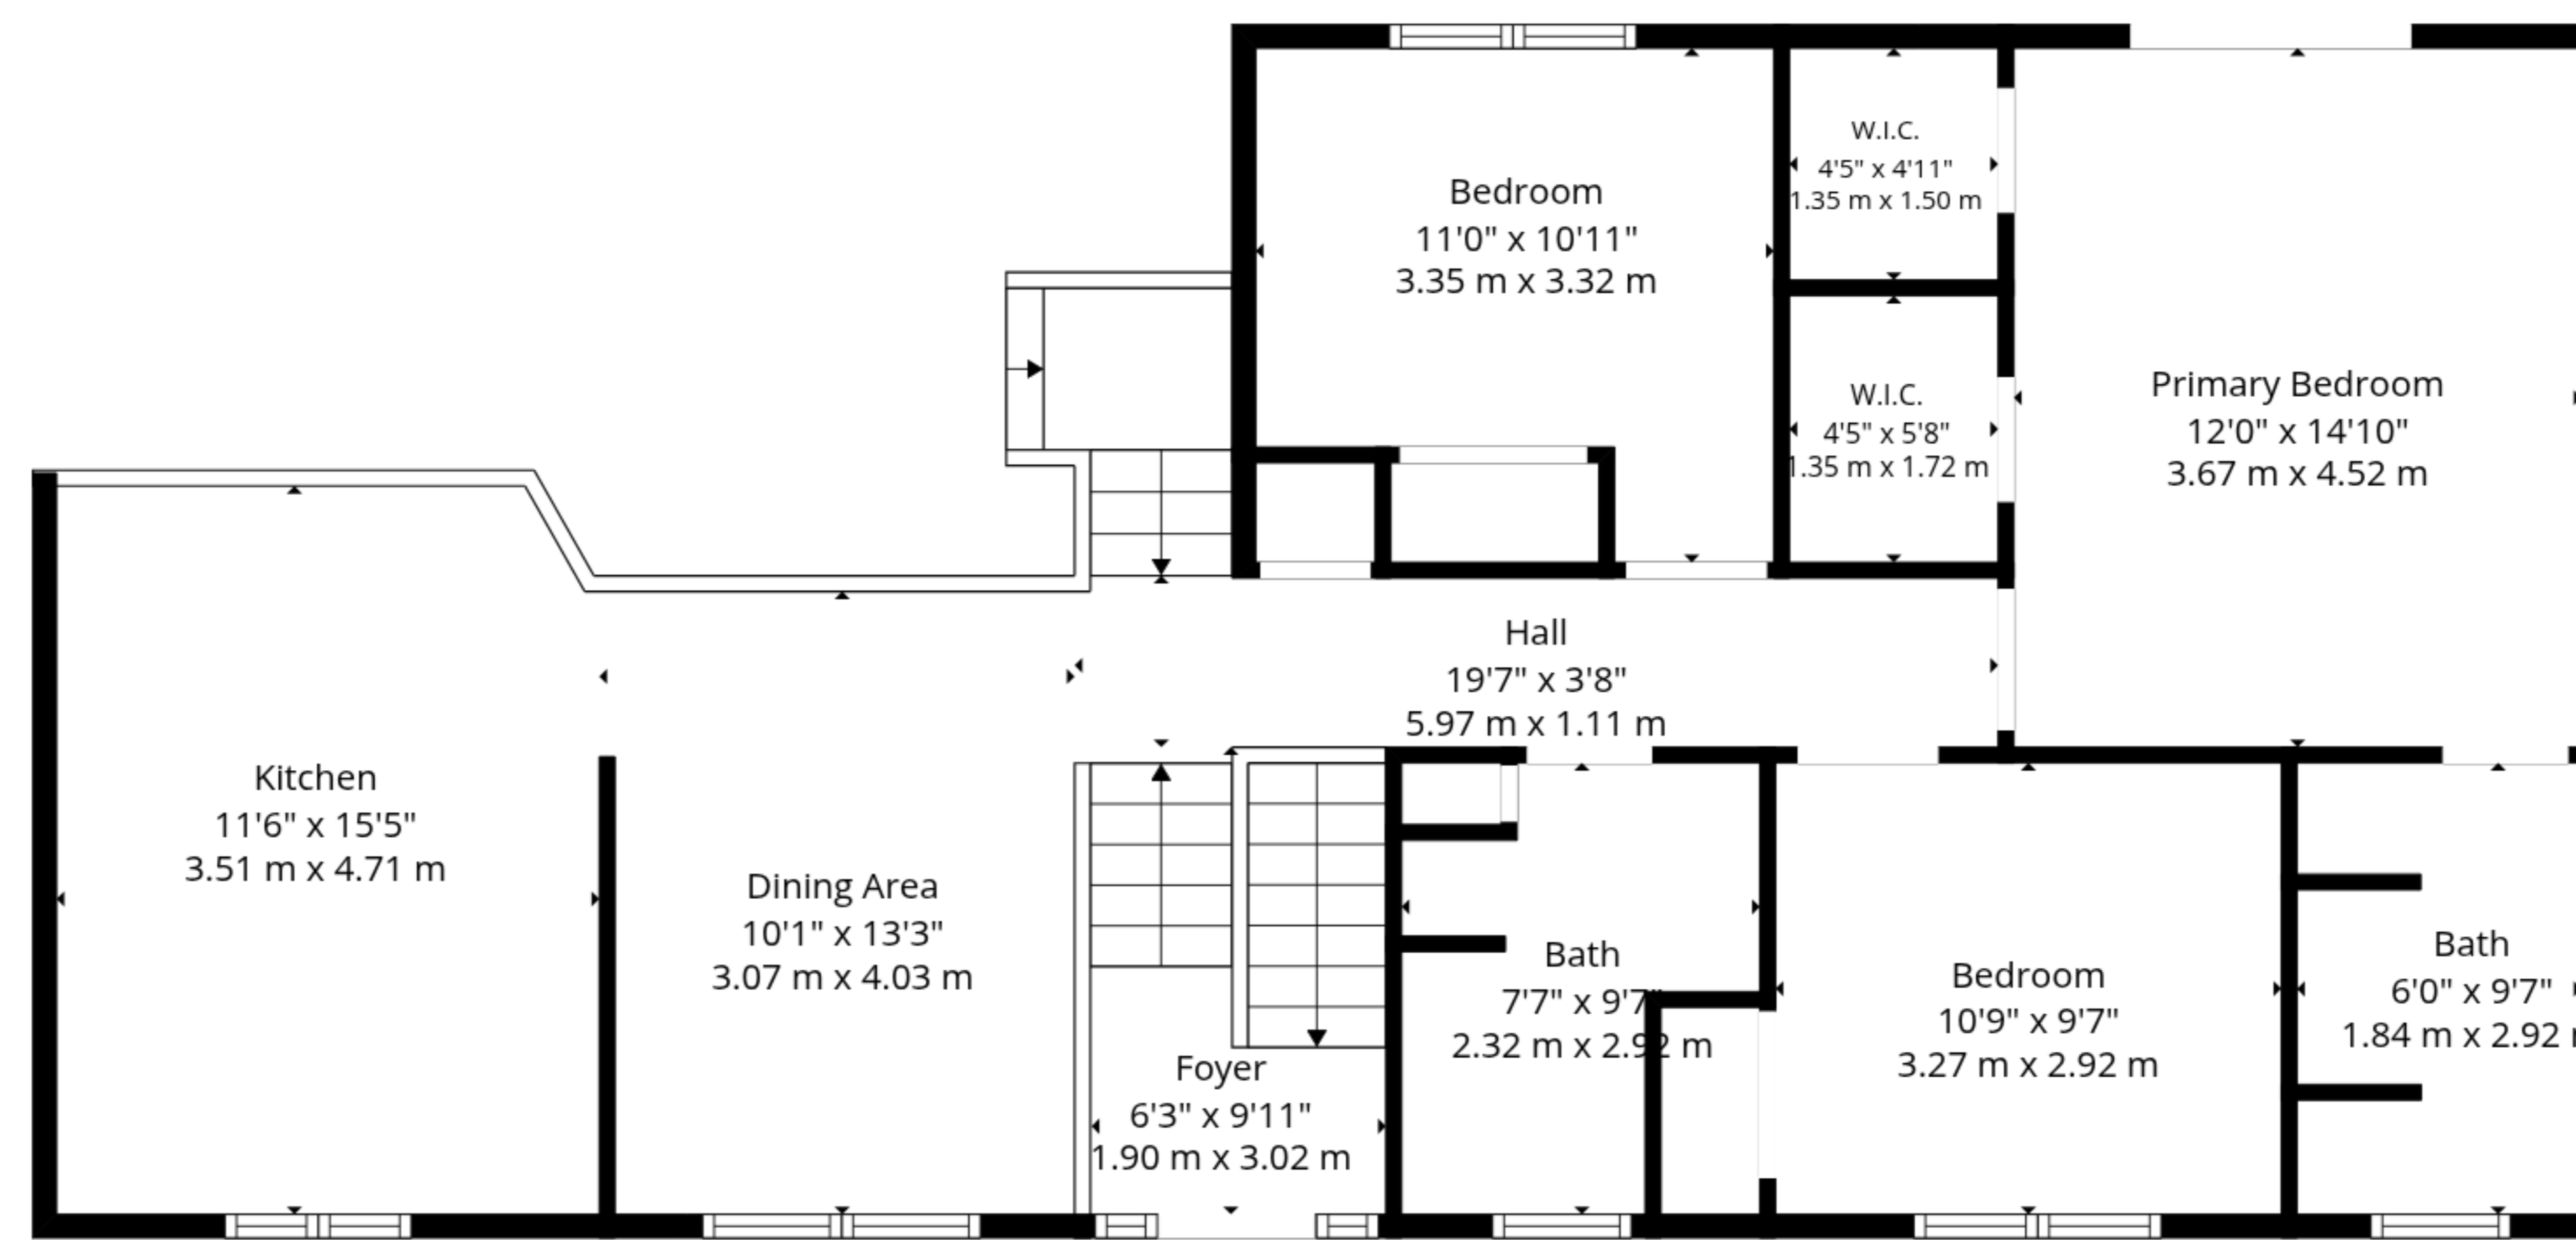 W.I.C.
4'5" x 4'11"
1.35 m x 1.50 m
Bedroom
11'0" x 10'11"
3.35 m x 3.32 m
W.I.C.
4'5" x 5'8"
1.35 m x 1.72 m
Primary Bedroom
12'0" x 14'10"
3.67 m x 4.52 m
Hall
19'7" x 3'8"
5.97 m x 1.11 m
Kitchen
11'6" x 15'5"
3.51 m x 4.71 m
Dining Area
10'1" x 13'3"
3.07 m x 4.03 m
Foyer
6'3" x 9'11"
1.90 m x 3.02 m
Bath
7'7" x 9'7"
2.32 m x 2.92 m
Bedroom
10'9" x 9'7"
3.27 m x 2.92 m
Bath
6'0" x 9'7"
1.84 m x 2.92